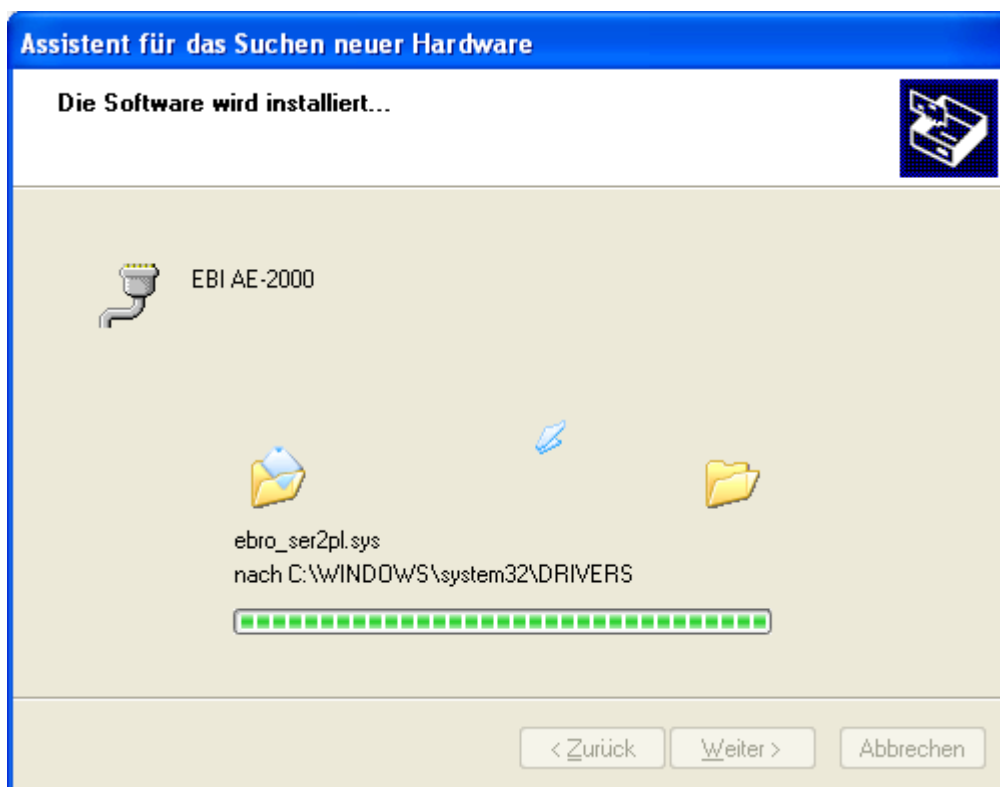 Assistent für das Suchen neuer Hardware
Die Software wird installiert...
EBI AE-2000
ebro_ser2pl.sys
nach C:\WINDOWS\system32\DRIVERS
< Zurück
Weiter >
Abbrechen